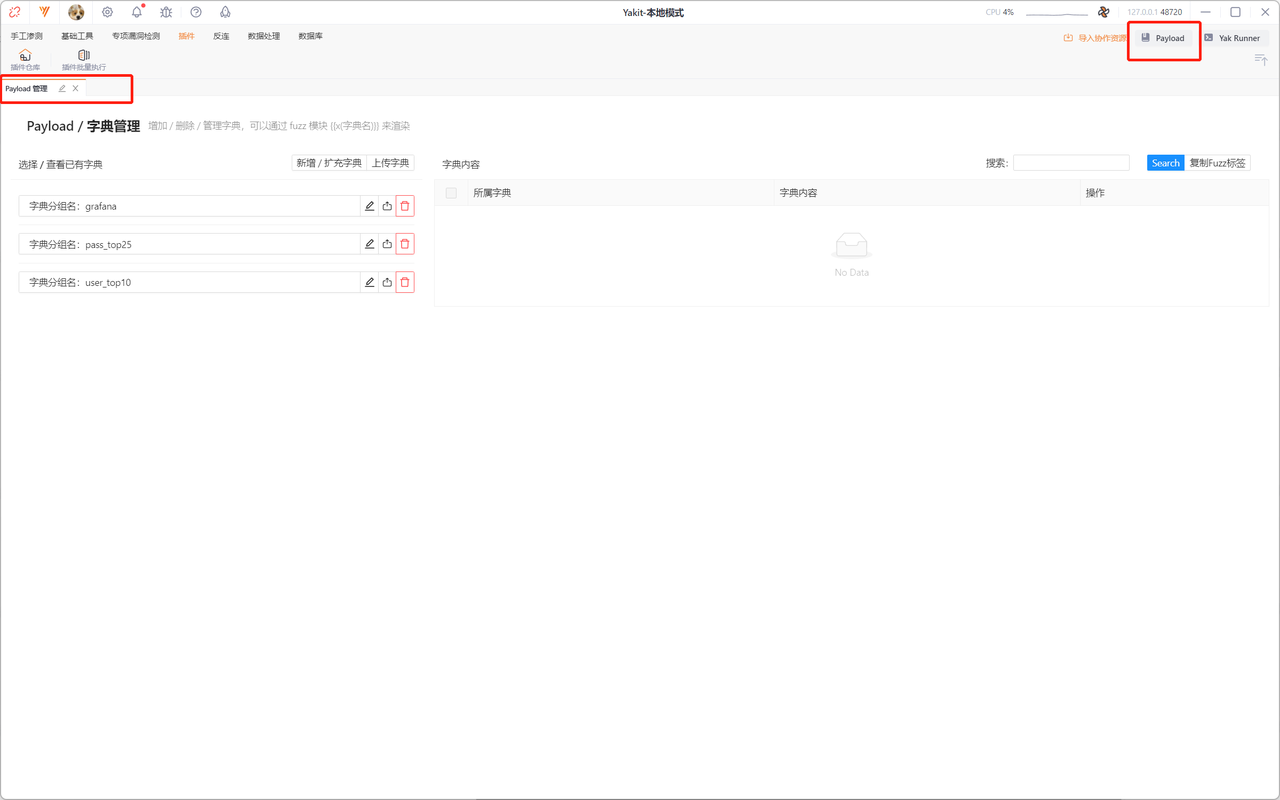 Yakit-本地模式
CPU 4%
127.0.0.1 48720
手工渗测 基础工具 专项漏洞检测 插件 反连 数据处理 数据库
导入协作资源 Payload Yak Runner
插件仓库 插件批量执行
Payload 管理
Payload / 字典管理 增加 / 删除 / 管理字典，可以通过 fuzz 模块 {{x(字典名)}} 来渲染
选择 / 查看已有字典 新增 / 扩充字典 上传字典
字典分组名：grafana
字典分组名：pass_top25
字典分组名：user_top10
字典内容 搜索: Search 复制Fuzz标签
所属字典 字典内容 操作
No Data